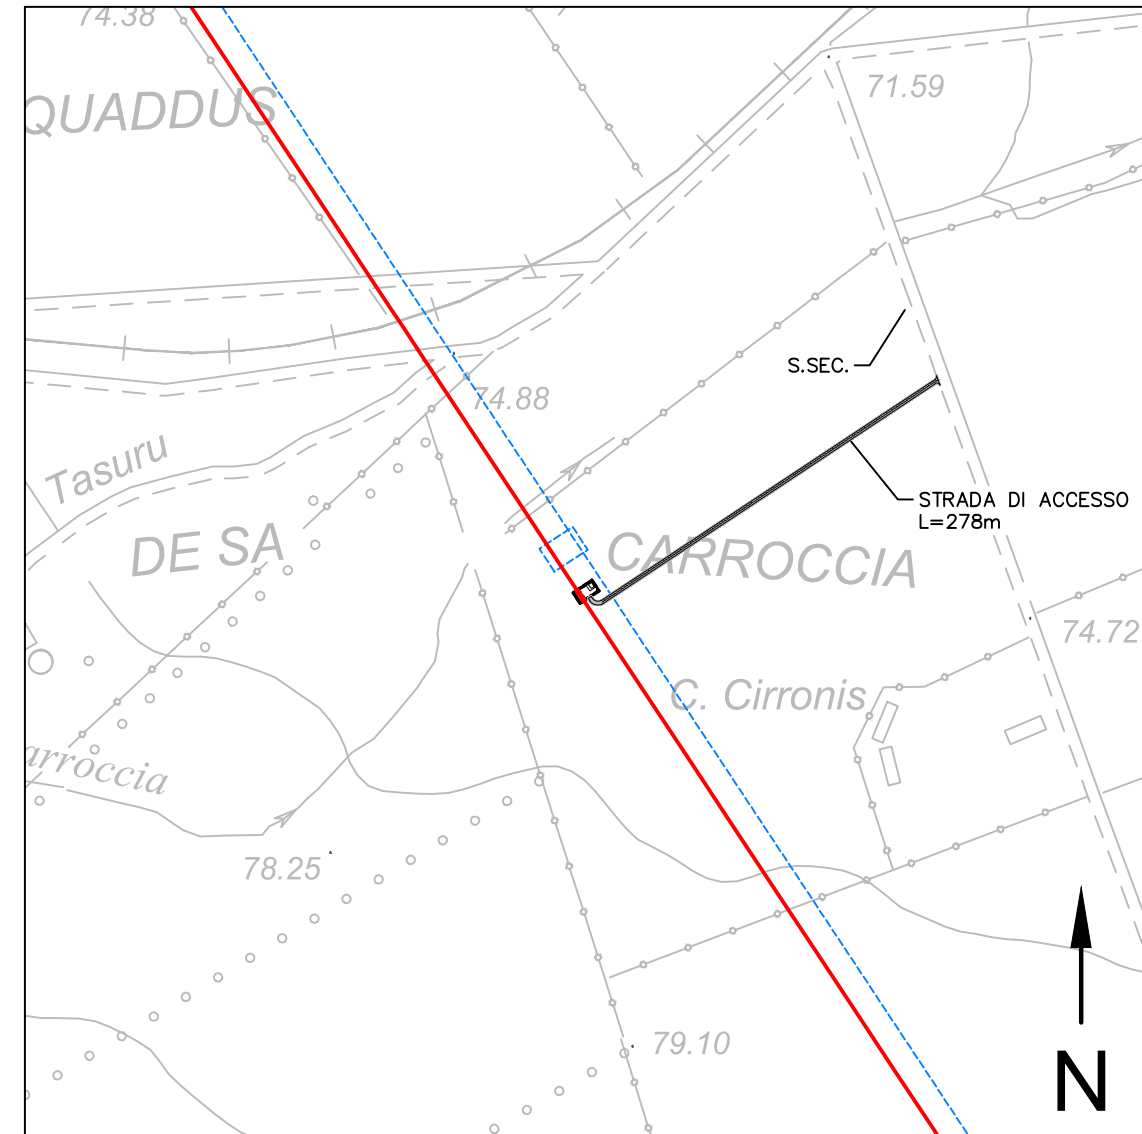 74.38
QUADDUS
71.59
S.SEC.
74.88
Tasuru
STRADA DI ACCESSO
L=278m
DE SA
CARROCCIA
74.72
C. Cirronis
arroccia
78.25
79.10
N